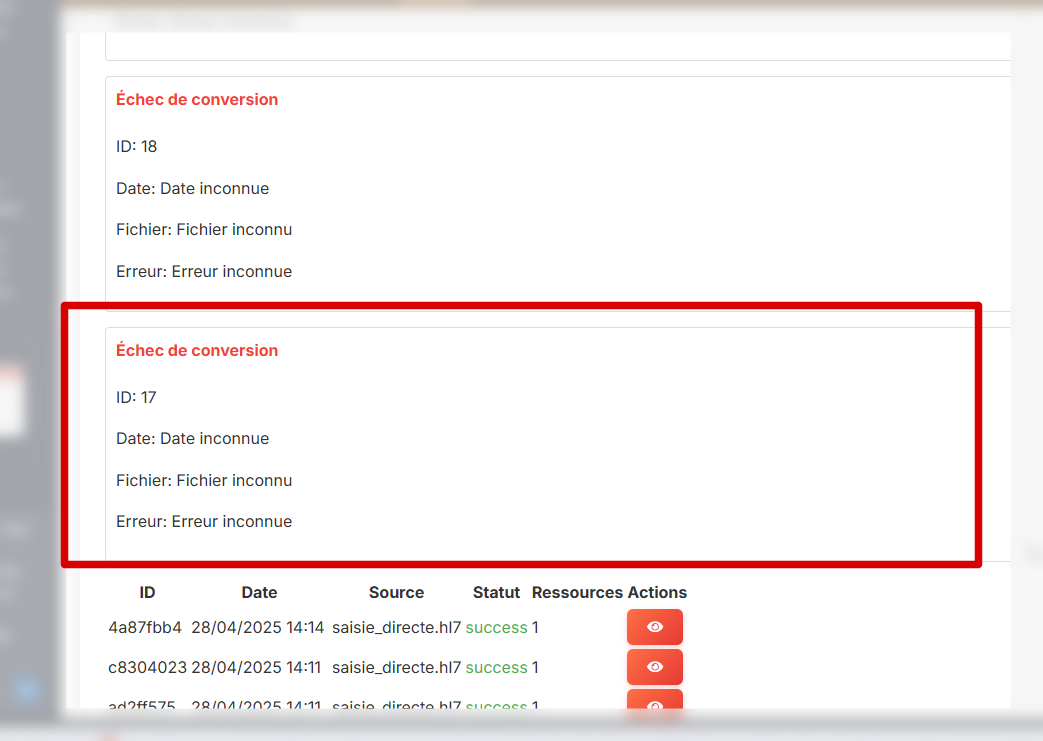 Échec de conversion
ID: 18
Date: Date inconnue
Fichier: Fichier inconnu
Erreur: Erreur inconnue
Échec de conversion
ID: 17
Date: Date inconnue
Fichier: Fichier inconnu
Erreur: Erreur inconnue
ID Date Source Statut Ressources Actions
4a87fbb4 28/04/2025 14:14 saisie_directe.hl7 success 1
c8304023 28/04/2025 14:11 saisie_directe.hl7 success 1
ad2ff575 28/04/2025 14:11 saisie_directe.hl7 success 1